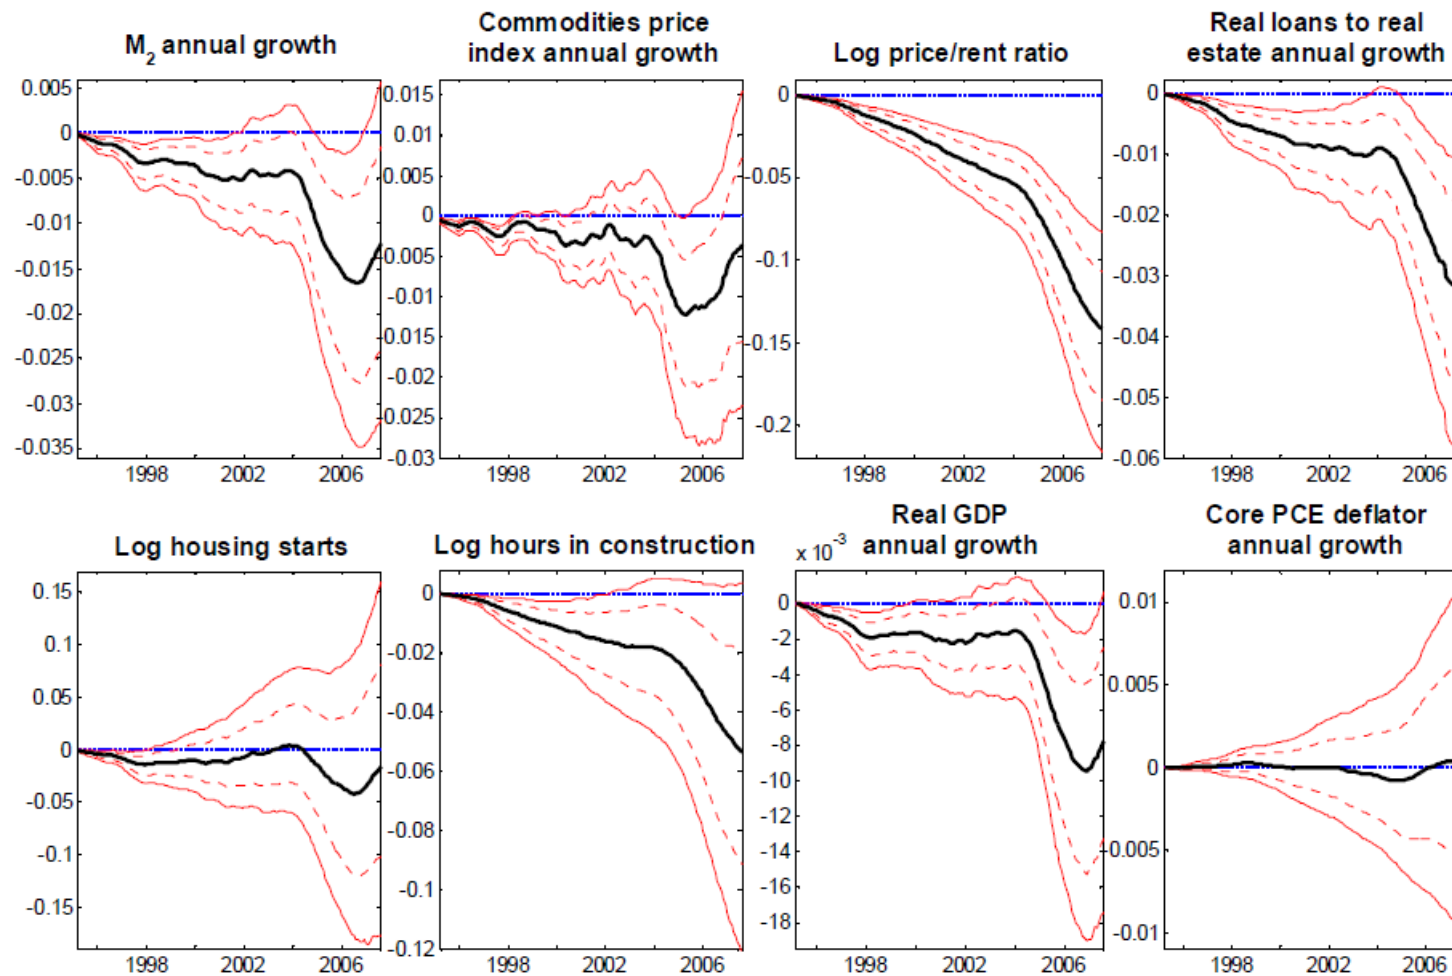 M2 annual growth
Commodities price
index annual growth
Log price/rent ratio
Real loans to real
estate annual growth
0.005
0
-0.005
-0.01
-0.015
-0.02
-0.025
-0.03
-0.035
1998 2002 2006
0.015
0.01
0.005
0
0.005
-0.01
0.015
-0.02
0.025
-0.03
1998 2002 2006
0
-0.05
-0.1
-0.15
-0.2
1998 2002 2006
0
-0.01
-0.02
-0.03
-0.04
-0.05
-0.06
1998 2002 2006
Log housing starts
Log hours in construction
Real GDP
annual growth
Core PCE deflator
annual growth
0.15
0.1
0.05
0
-0.05
-0.1
-0.15
1998 2002 2006
0
-0.02
-0.04
-0.06
-0.08
-0.1
-0.12
1998 2002 2006
x 10^-3
0
-2
-4
-6
-8
-10
-12
-14
-16
-18
1998 2002 2006
0.01
0.005
0
0.005
-0.01
1998 2002 2006